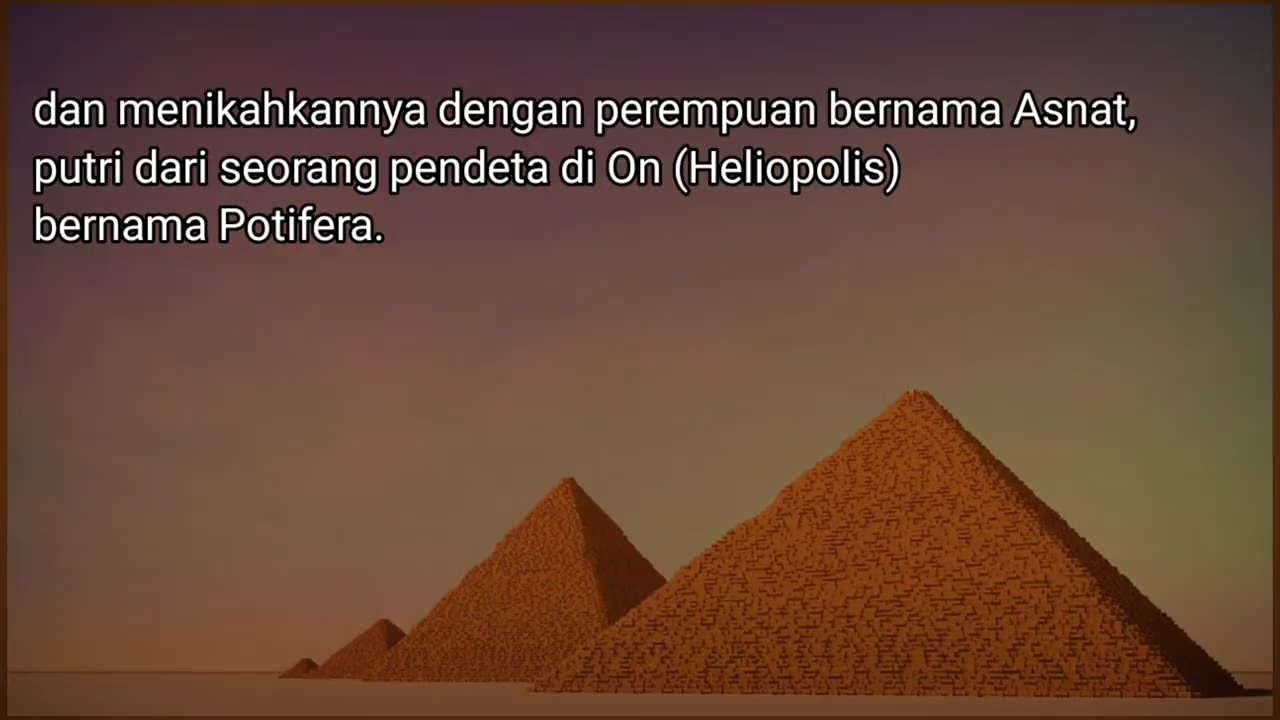 dan menikahkannya dengan perempuan bernama Asnat,
putri dari seorang pendeta di On (Heliopolis)
bernama Potifera.